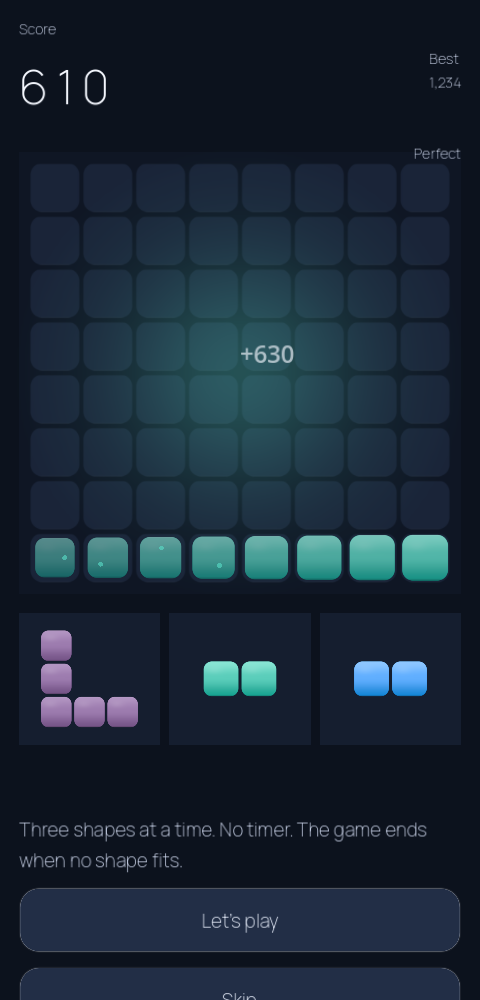 Score
610
Best
1,234
Perfect
+630
Three shapes at a time. No timer. The game ends
when no shape fits.
Let's play
Skip